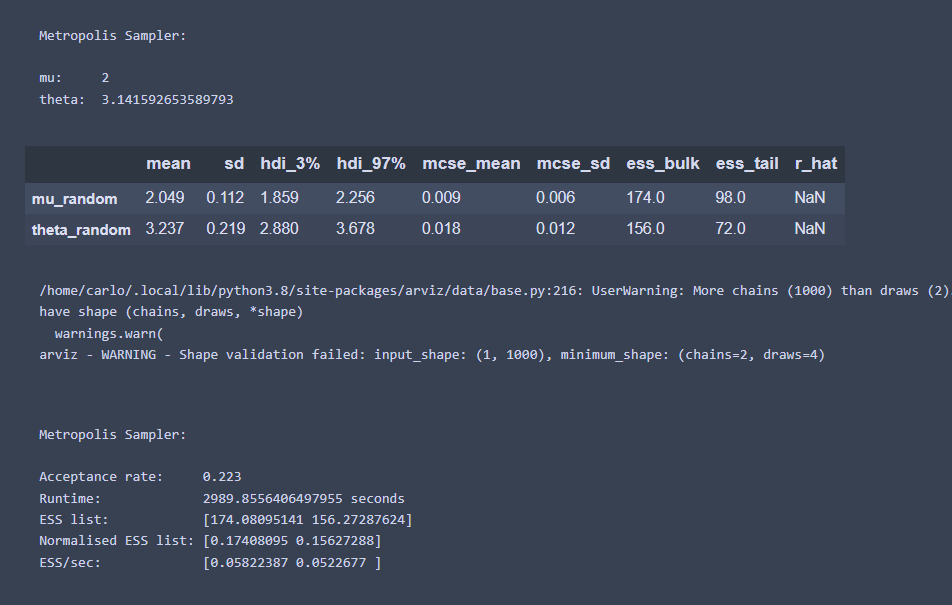 Metropolis Sampler:
mu:     2
theta:  3.141592653589793
mean sd hdi_3% hdi_97% mcse_mean mcse_sd ess_bulk ess_tail r_hat
mu_random 2.049 0.112 1.859 2.256 0.009 0.006 174.0 98.0 NaN
theta_random 3.237 0.219 2.880 3.678 0.018 0.012 156.0 72.0 NaN
/home/carlo/.local/lib/python3.8/site-packages/arviz/data/base.py:216: UserWarning: More chains (1000) than draws (2).
have shape (chains, draws, *shape)
  warnings.warn(
arviz - WARNING - Shape validation failed: input_shape: (1, 1000), minimum_shape: (chains=2, draws=4)
Metropolis Sampler:
Acceptance rate:     0.223
Runtime:             2989.8556406497955 seconds
ESS list:            [174.08095141 156.27287624]
Normalised ESS list: [0.17408095 0.15627288]
ESS/sec:             [0.05822387 0.0522677 ]